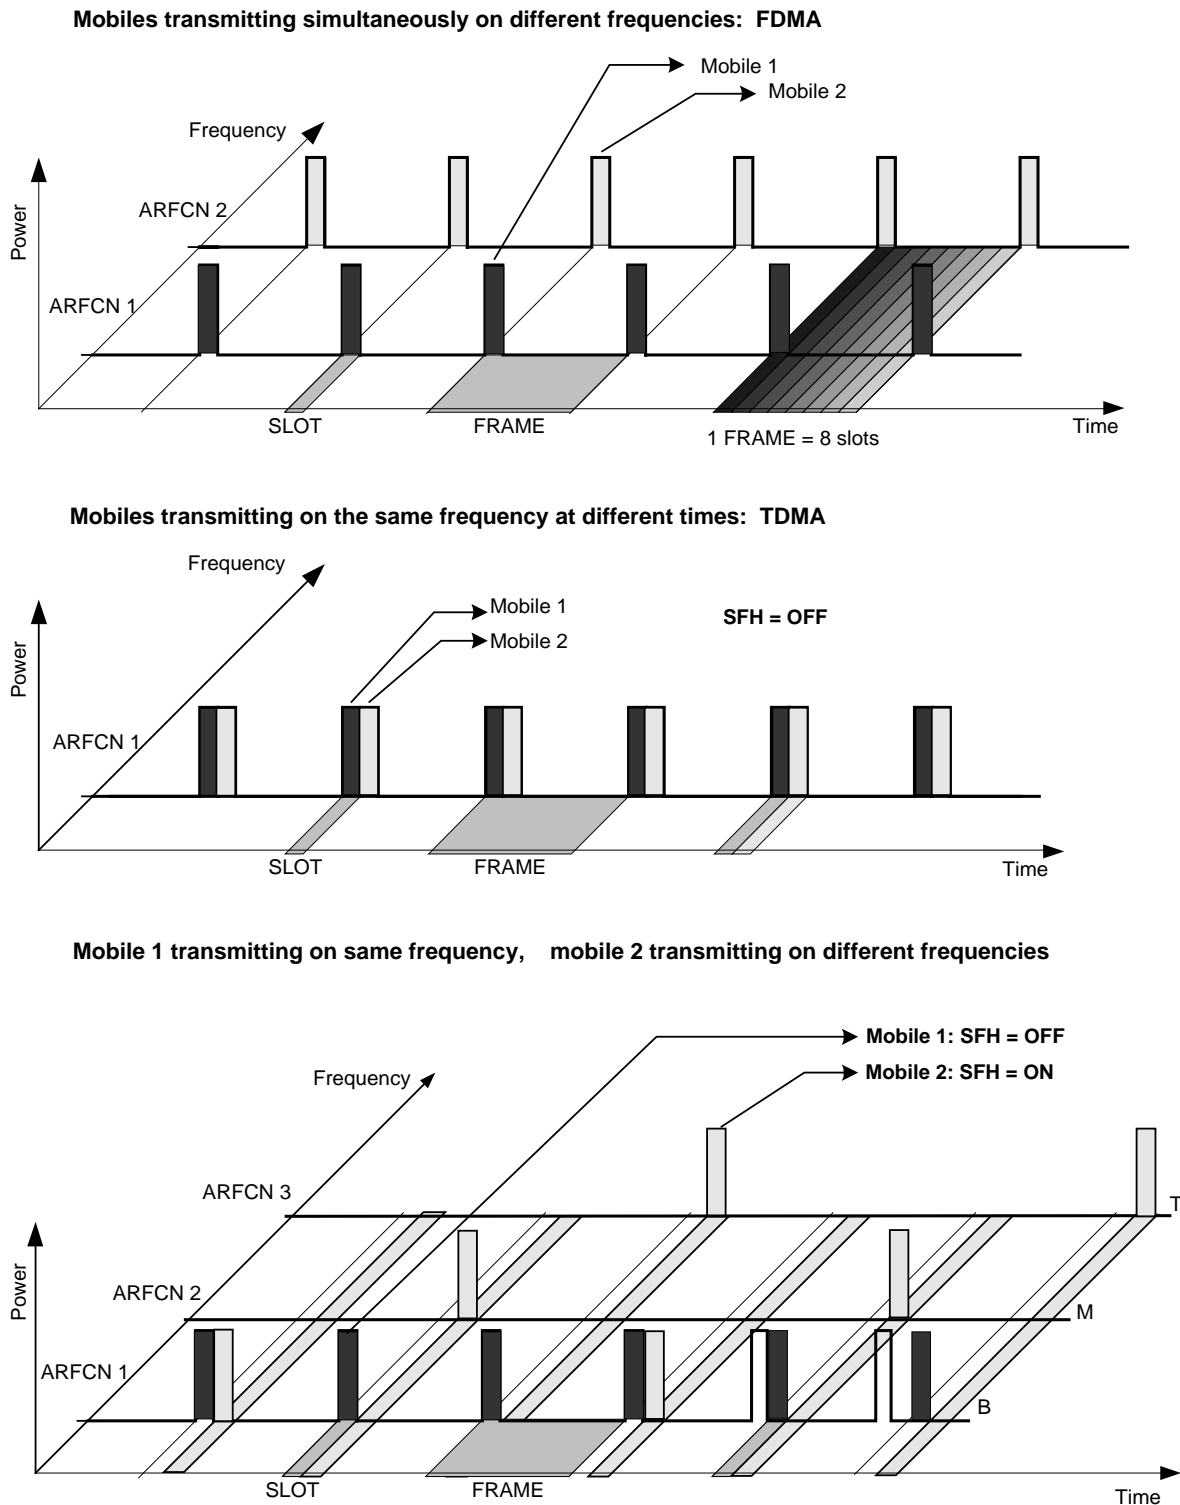 Mobiles transmitting simultaneously on different frequencies: FDMA
Mobile 1
Mobile 2
Frequency
ARFCN 2
Power
ARFCN 1
SLOT
FRAME
Time
1 FRAME = 8 slots
Mobiles transmitting on the same frequency at different times: TDMA
Frequency
Mobile 1
SFH = OFF
Mobile 2
Power
ARFCN 1
SLOT
FRAME
Time
Mobile 1 transmitting on same frequency, mobile 2 transmitting on different frequencies
Mobile 1: SFH = OFF
Mobile 2: SFH = ON
Frequency
ARFCN 3
T
Power
ARFCN 2
M
ARFCN 1
B
SLOT
FRAME
Time